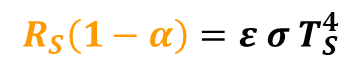 R_S(1 − α) = ε σ T_S^4